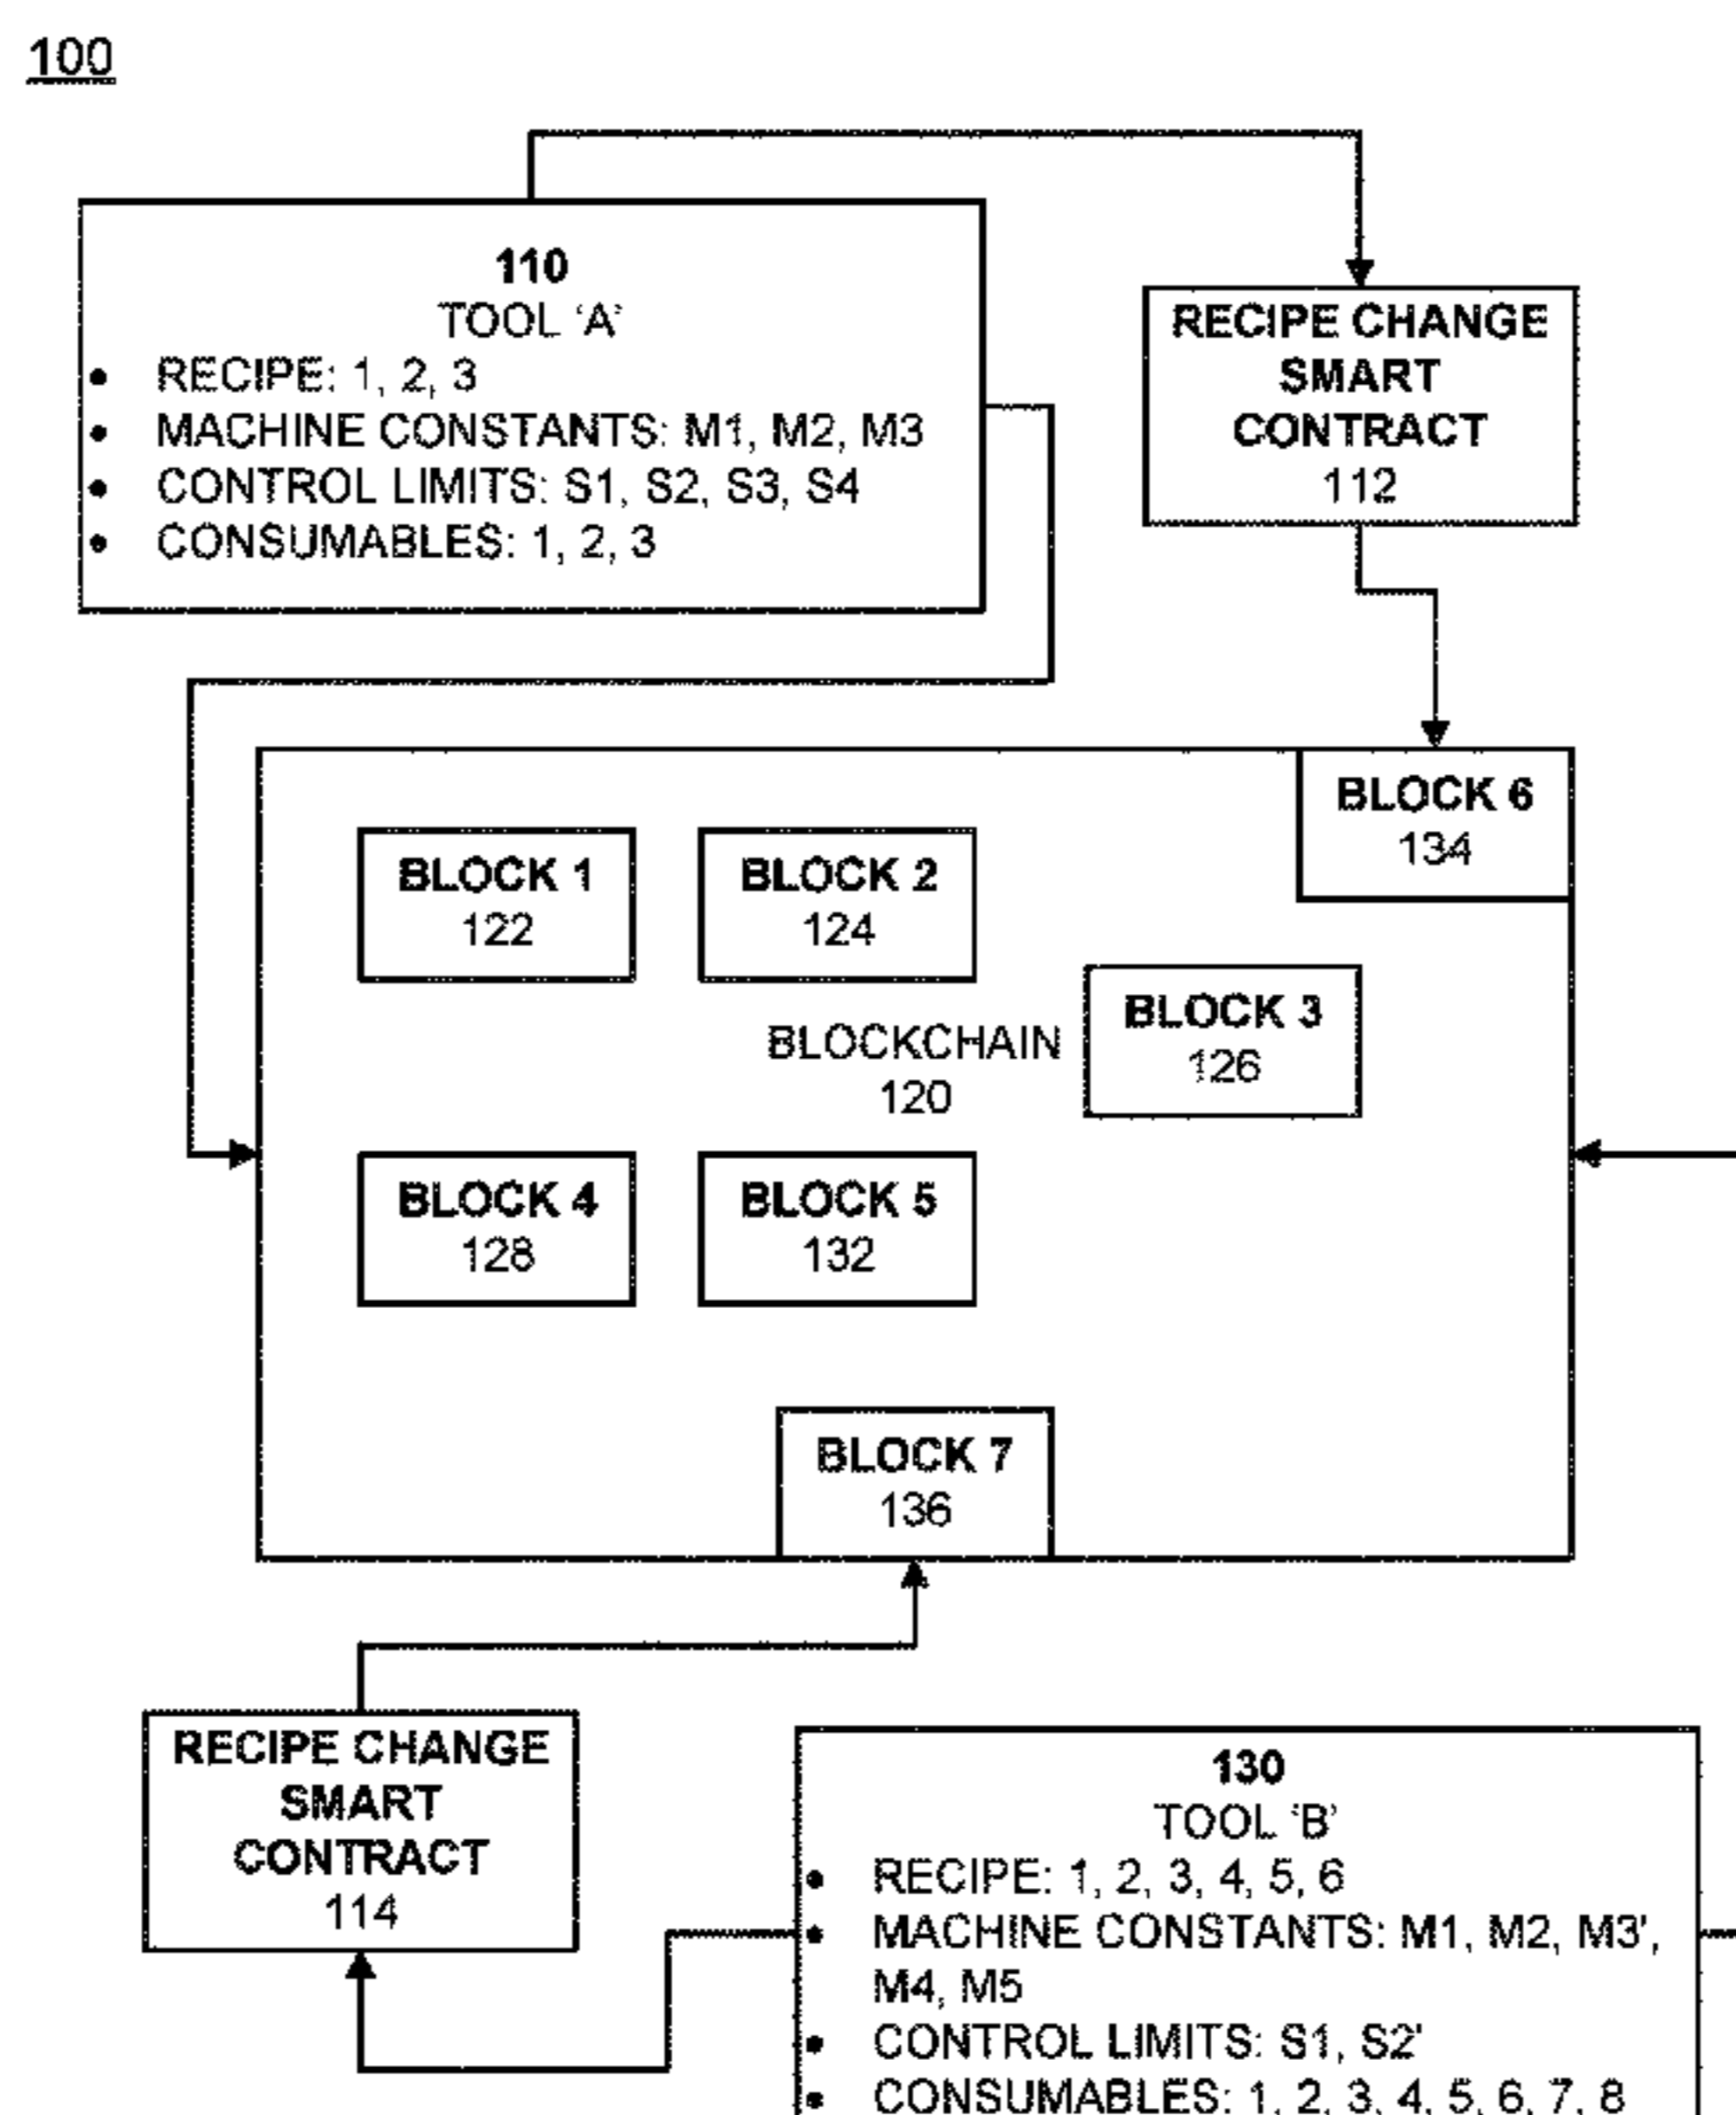 100
110
TOOL ‘A’
• RECIPE: 1, 2, 3
• MACHINE CONSTANTS: M1, M2, M3
• CONTROL LIMITS: S1, S2, S3, S4
• CONSUMABLES: 1, 2, 3
RECIPE CHANGE
SMART
CONTRACT
112
BLOCK 6
134
BLOCK 1
122
BLOCK 2
124
BLOCK 3
126
BLOCKCHAIN
120
BLOCK 4
128
BLOCK 5
132
BLOCK 7
136
RECIPE CHANGE
SMART
CONTRACT
114
130
TOOL ‘B’
• RECIPE: 1, 2, 3, 4, 5, 6
• MACHINE CONSTANTS: M1, M2, M3',
M4, M5
• CONTROL LIMITS: S1, S2'
• CONSUMABLES: 1, 2, 3, 4, 5, 6, 7, 8